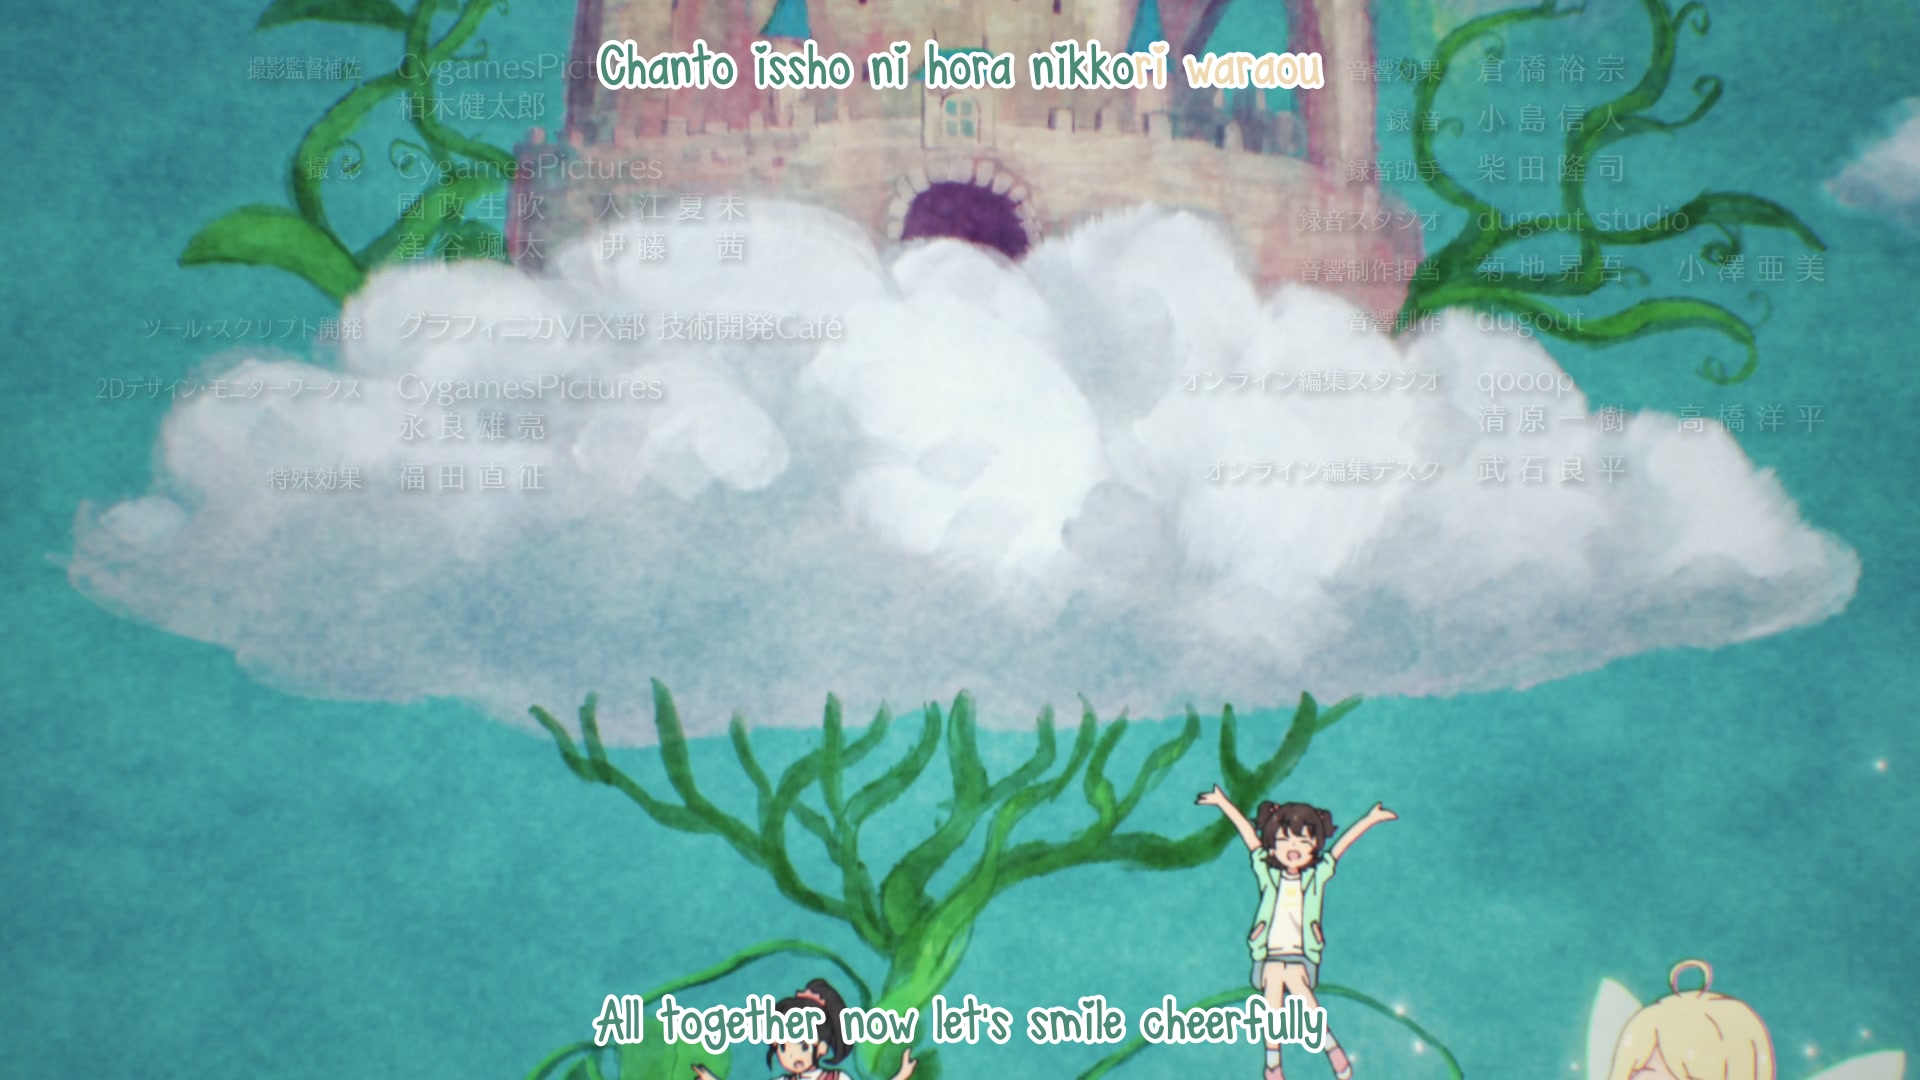 Chanto issho ni hora nikkori waraou
撮影監督補佐 CygamesPict
柏木健太郎
撮影 CygamesPictures
國政生吹 入江夏未
窪谷颯太 伊藤 茜
ツール・スクリプト開発 グラフィニカVFX部 技術開発Café
2Dデザイン・モニターワークス CygamesPictures
永良雄亮
特殊効果 福田直征
音響効果 倉橋裕宗
録音 小島信人
録音助手 柴田隆司
録音スタジオ dugout studio
音響制作担当 菊地昇吾 小澤亜美
音響制作 dugout
オンライン編集スタジオ qooop
清原一樹 高橋洋平
オンライン編集デスク 武石良平
All together now let's smile cheerfully